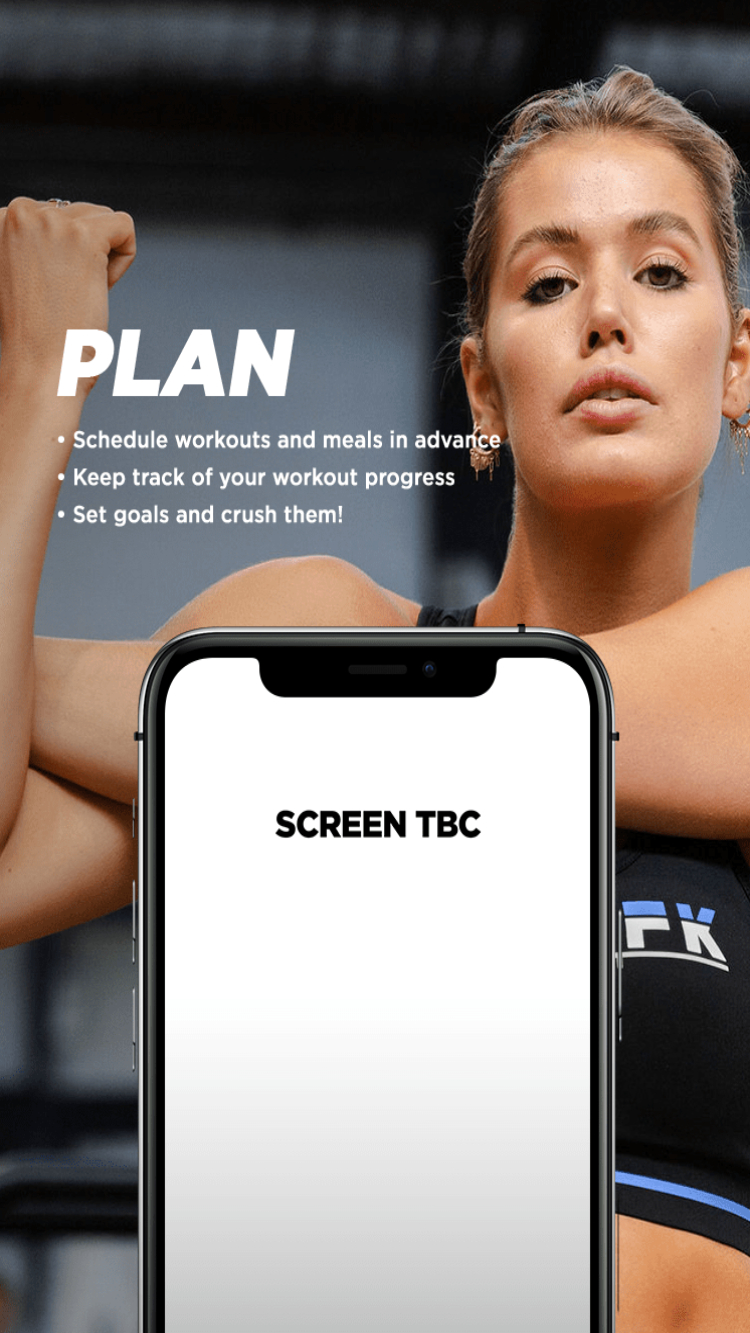 PLAN
• Schedule workouts and meals in advance
• Keep track of your workout progress
• Set goals and crush them!
SCREEN TBC
FK